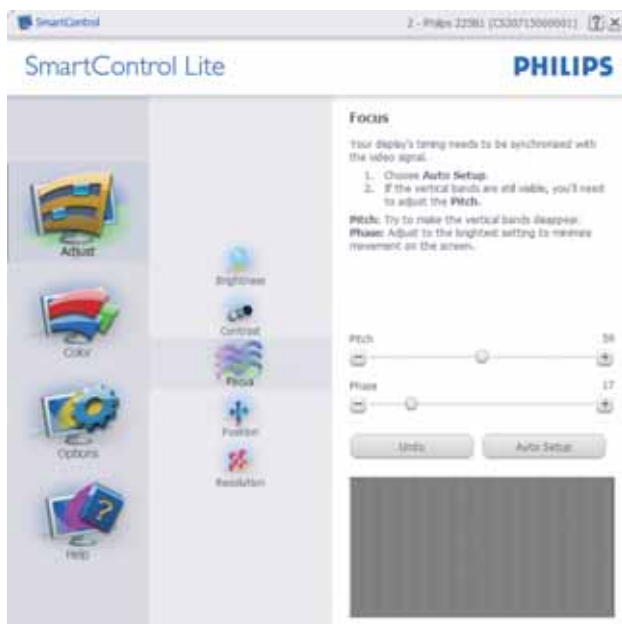 SmartControl
2 - Philips 225B1
SmartControl Lite
PHILIPS
Adjust
Color
Options
Help
Brightness
Contrast
Focus
Position
Resolution
Focus
Your display's timing needs to be synchronized with
the video signal.
1. Choose Auto Setup.
2. If the vertical bands are still visible, you'll need
to adjust the Pitch.
Pitch: Try to make the vertical bands disappear.
Phase: Adjust to the brightest setting to minimize
movement on the screen.
Pitch
Phase 17
Undo
Auto Setup